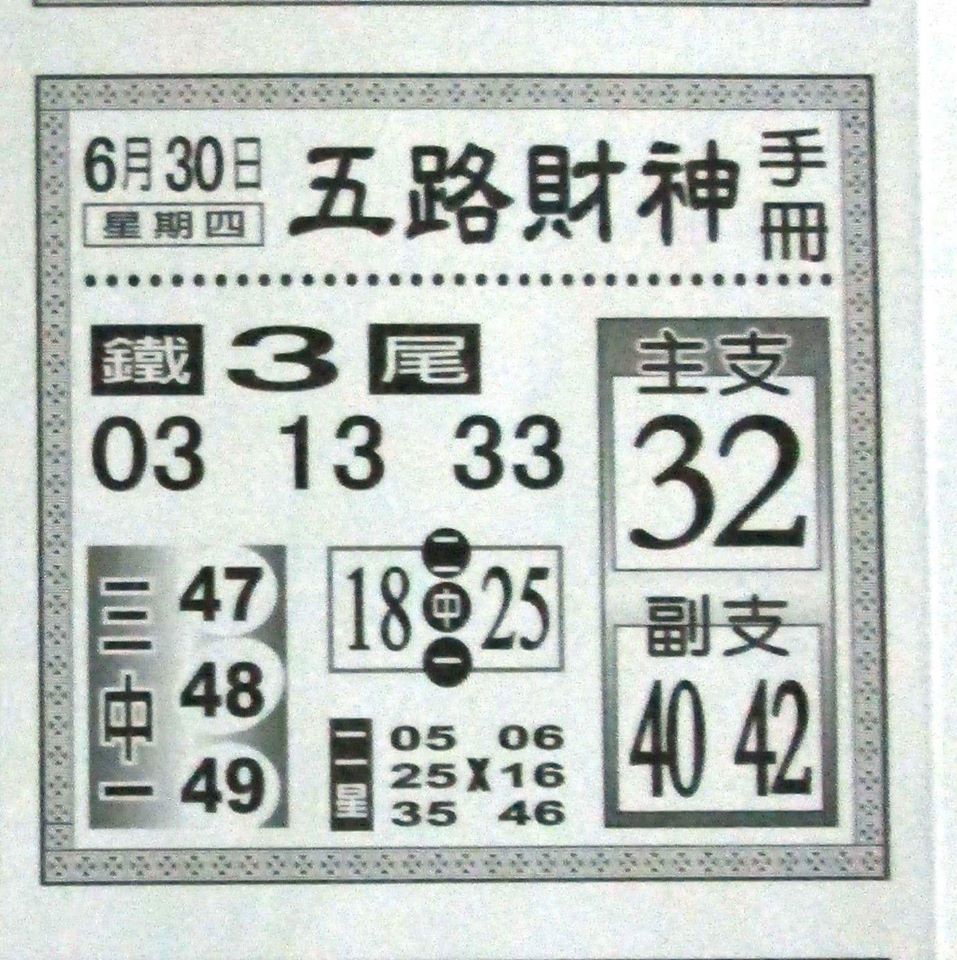 6月30日
星期四
五路財神
手冊
鐵3尾
03 13 33
主支
32
三中一
47
48
49
二中一
18 25
副支
40 42
二星
05 06
25 X 16
35 46